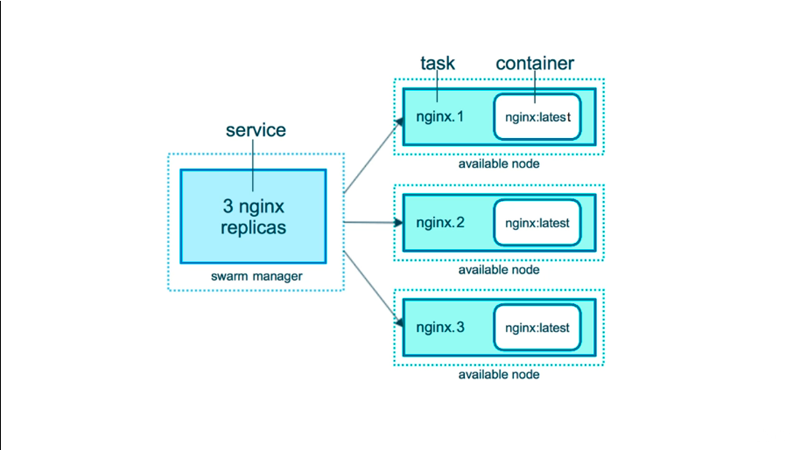 task
container
nginx.1
nginx:latest
available node
service
3 nginx
replicas
swarm manager
nginx.2
nginx:latest
available node
nginx.3
nginx:latest
available node